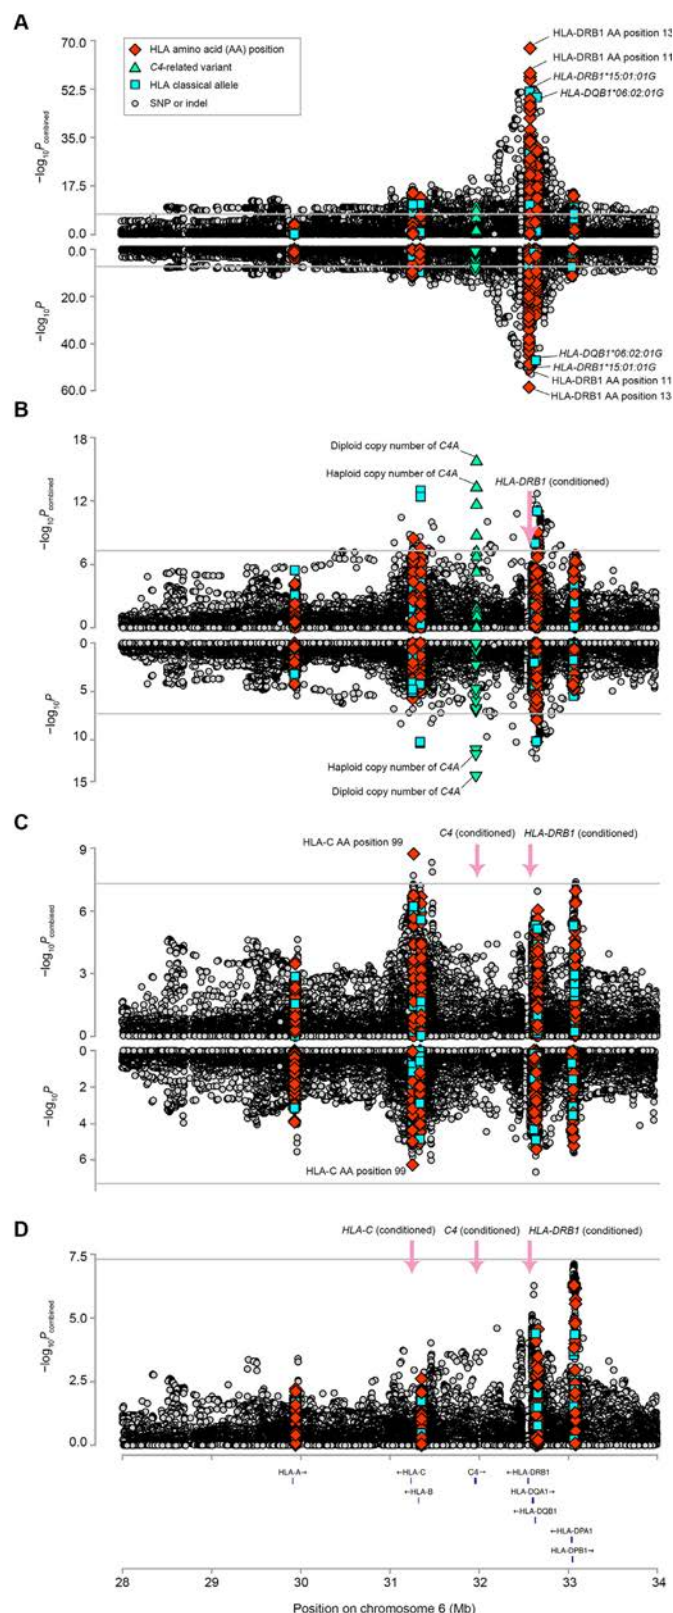 A
70.0
52.5
35.0
17.5
0.0
−log₁₀Pcombined
HLA amino acid (AA) position
C4-related variant
HLA classical allele
SNP or indel
HLA-DRB1 AA position 13
HLA-DRB1 AA position 11
HLA-DRB1*15:01:01G
HLA-DQB1*06:02:01G
0.0
20.0
40.0
60.0
−log₁₀P
HLA-DQB1*06:02:01G
HLA-DRB1*15:01:01G
HLA-DRB1 AA position 11
HLA-DRB1 AA position 13
B
18
12
6
0
−log₁₀Pcombined
Diploid copy number of C4A
Haploid copy number of C4A
HLA-DRB1 (conditioned)
0
5
10
15
−log₁₀P
Haploid copy number of C4A
Diploid copy number of C4A
C
9
6
3
0
−log₁₀Pcombined
HLA-C AA position 99
C4 (conditioned)
HLA-DRB1 (conditioned)
0
2
4
6
−log₁₀P
HLA-C AA position 99
D
HLA-C (conditioned)
C4 (conditioned)
HLA-DRB1 (conditioned)
7.5
5.0
2.5
0.0
−log₁₀Pcombined
HLA-A→
←HLA-C
C4→
←HLA-DRB1
←HLA-B
HLA-DQA1→
←HLA-DQB1
←HLA-DPA1
HLA-DPB1→
28 29 30 31 32 33 34
Position on chromosome 6 (Mb)